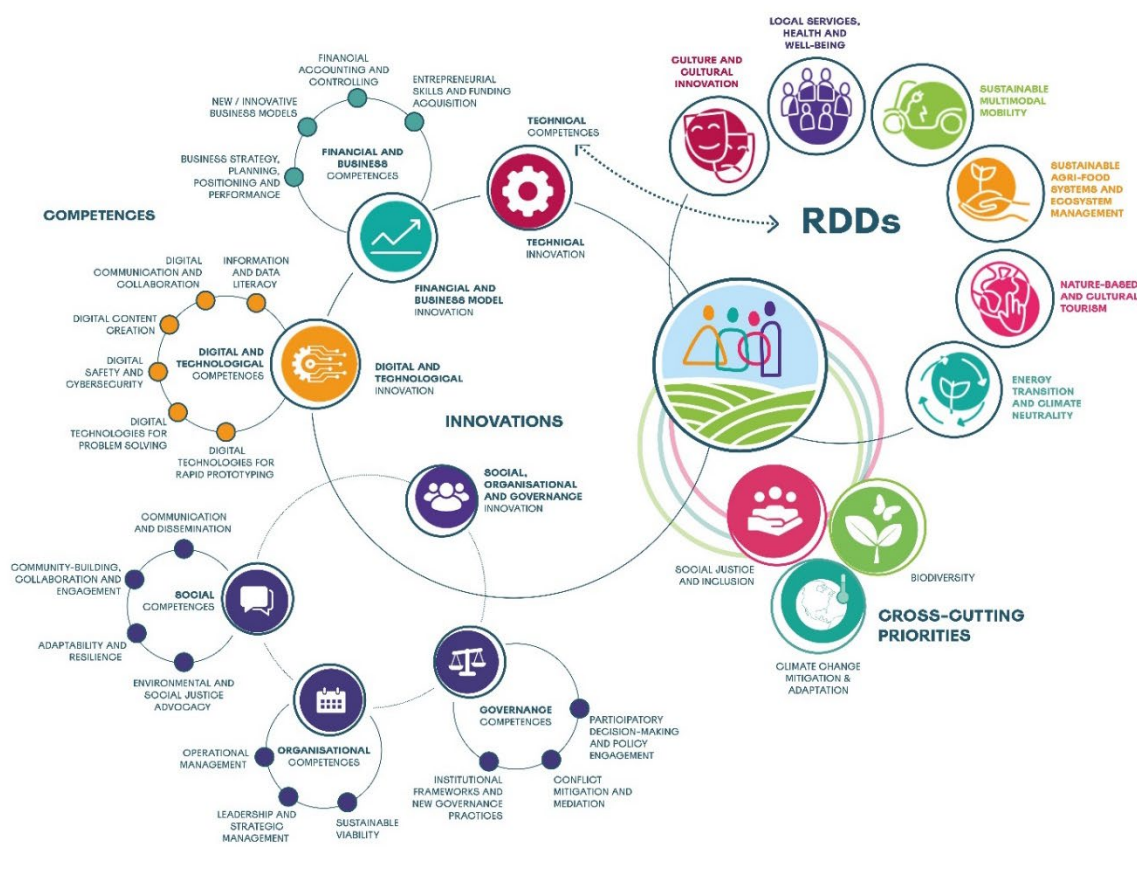 LOCAL SERVICES,
HEALTH AND
WELL-BEING
CULTURE AND
CULTURAL
INNOVATION
SUSTAINABLE
MULTIMODAL
MOBILITY
SUSTAINABLE
AGRI-FOOD
SYSTEMS AND
ECOSYSTEM
MANAGEMENT
NATURE-BASED
AND CULTURAL
TOURISM
ENERGY
TRANSITION
AND CLIMATE
NEUTRALITY
RDDs
TECHNICAL
COMPETENCES
TECHNICAL
INNOVATION
FINANCIAL
ACCOUNTING AND
CONTROLLING
ENTREPRENEURIAL
SKILLS AND FUNDING
ACQUISITION
NEW / INNOVATIVE
BUSINESS MODELS
FINANCIAL AND
BUSINESS
COMPETENCES
BUSINESS STRATEGY,
PLANNING,
POSITIONING AND
PERFORMANCE
COMPETENCES
FINANCIAL
AND BUSINESS MODEL
INNOVATION
DIGITAL
COMMUNICATION AND
COLLABORATION
INFORMATION
AND DATA
LITERACY
DIGITAL CONTENT
CREATION
DIGITAL
SAFETY AND
CYBERSECURITY
DIGITAL AND
TECHNOLOGICAL
COMPETENCES
DIGITAL AND
TECHNOLOGICAL
INNOVATION
DIGITAL
TECHNOLOGIES FOR
PROBLEM SOLVING
DIGITAL
TECHNOLOGIES FOR
RAPID PROTOTYPING
INNOVATIONS
SOCIAL,
ORGANISATIONAL
AND GOVERNANCE
INNOVATION
COMMUNICATION
AND DISSEMINATION
COMMUNITY-BUILDING,
COLLABORATION AND
ENGAGEMENT
SOCIAL
COMPETENCES
ADAPTABILITY AND
RESILIENCE
ENVIRONMENTAL AND
SOCIAL JUSTICE
ADVOCACY
OPERATIONAL
MANAGEMENT
ORGANISATIONAL
COMPETENCES
LEADERSHIP AND
STRATEGIC
MANAGEMENT
SUSTAINABLE
VIABILITY
GOVERNANCE
COMPETENCES
PARTICIPATORY
DECISION-MAKING
AND POLICY
ENGAGEMENT
INSTITUTIONAL
FRAMEWORKS AND
NEW GOVERNANCE
PRACTICES
CONFLICT
MITIGATION AND
MEDIATION
SOCIAL JUSTICE
AND INCLUSION
BIODIVERSITY
CROSS-CUTTING
PRIORITIES
CLIMATE CHANGE
MITIGATION &
ADAPTATION